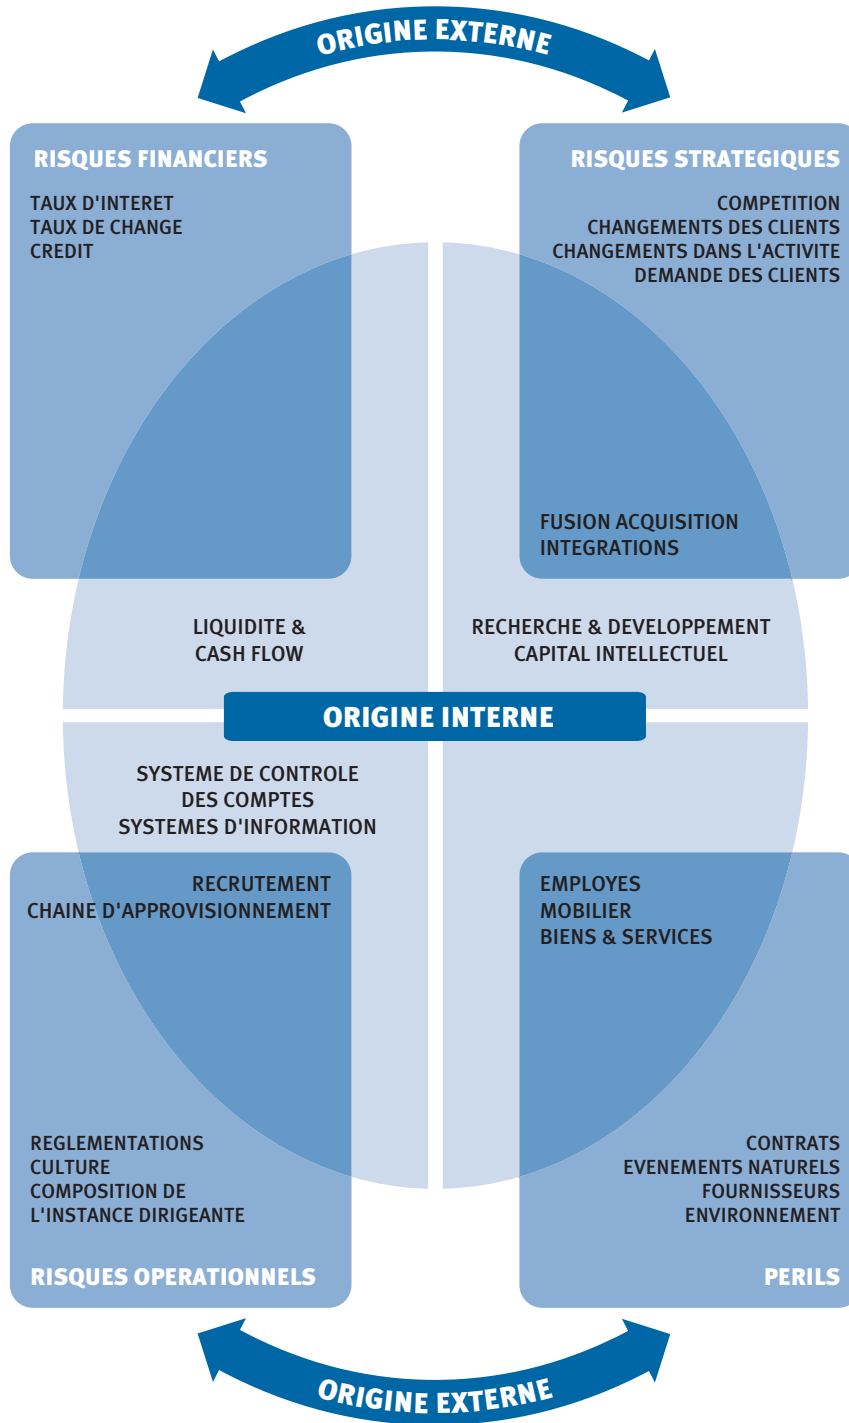 ORIGINE EXTERNE
RISQUES FINANCIERS
TAUX D'INTERET
TAUX DE CHANGE
CREDIT
RISQUES STRATEGIQUES
COMPETITION
CHANGEMENTS DES CLIENTS
CHANGEMENTS DANS L'ACTIVITE
DEMANDE DES CLIENTS
FUSION ACQUISITION
INTEGRATIONS
LIQUIDITE &
CASH FLOW
RECHERCHE & DEVELOPPEMENT
CAPITAL INTELLECTUEL
ORIGINE INTERNE
SYSTEME DE CONTROLE
DES COMPTES
SYSTEMES D'INFORMATION
RECRUTEMENT
CHAINE D'APPROVISIONNEMENT
EMPLOYES
MOBILIER
BIENS & SERVICES
REGLEMENTATIONS
CULTURE
COMPOSITION DE
L'INSTANCE DIRIGEANTE
RISQUES OPERATIONNELS
CONTRATS
EVENEMENTS NATURELS
FOURNISSEURS
ENVIRONNEMENT
PERILS
ORIGINE EXTERNE